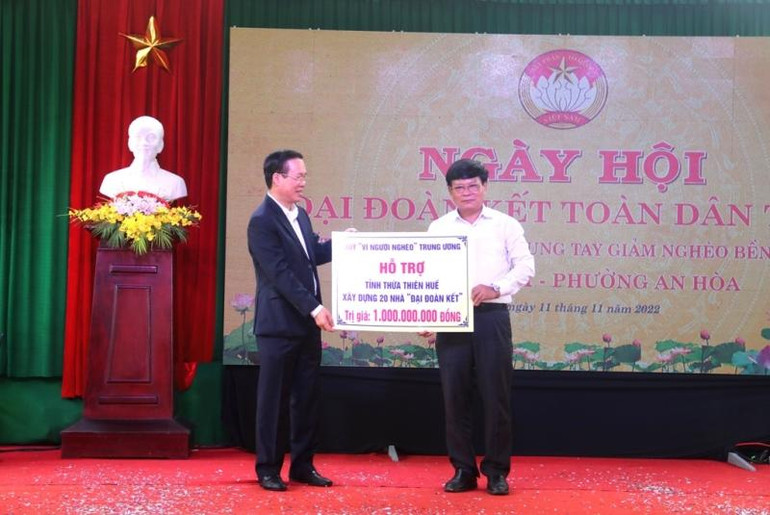 VIỆT NAM
NGÀY HỘI
ĐẠI ĐOÀN KẾT TOÀN DÂN T
UNG TAY GIẢM NGHÈO BỀN
- PHƯỜNG AN HÒA
ngày 11 tháng 11 năm 2022
"VÌ NGƯỜI NGHÈO" TRUNG ƯƠNG
HỖ TRỢ
TỈNH THỪA THIÊN HUẾ
XÂY DỰNG 20 NHÀ "ĐẠI ĐOÀN KẾT"
Trị giá: 1.000.000.000 ĐỒNG